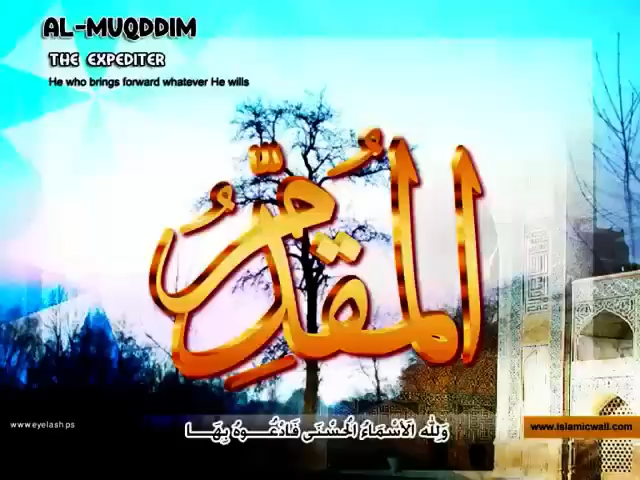 AL-MUQDDIM
THE EXPEDITER
He who brings forward whatever He wills
المُقَدِّمُ
www.eyelash.ps
وَلِلّٰهِ الْأَسْمَاءُ الْحُسْنَى فَادْعُوهُ بِهَا
www.islamicwall.com